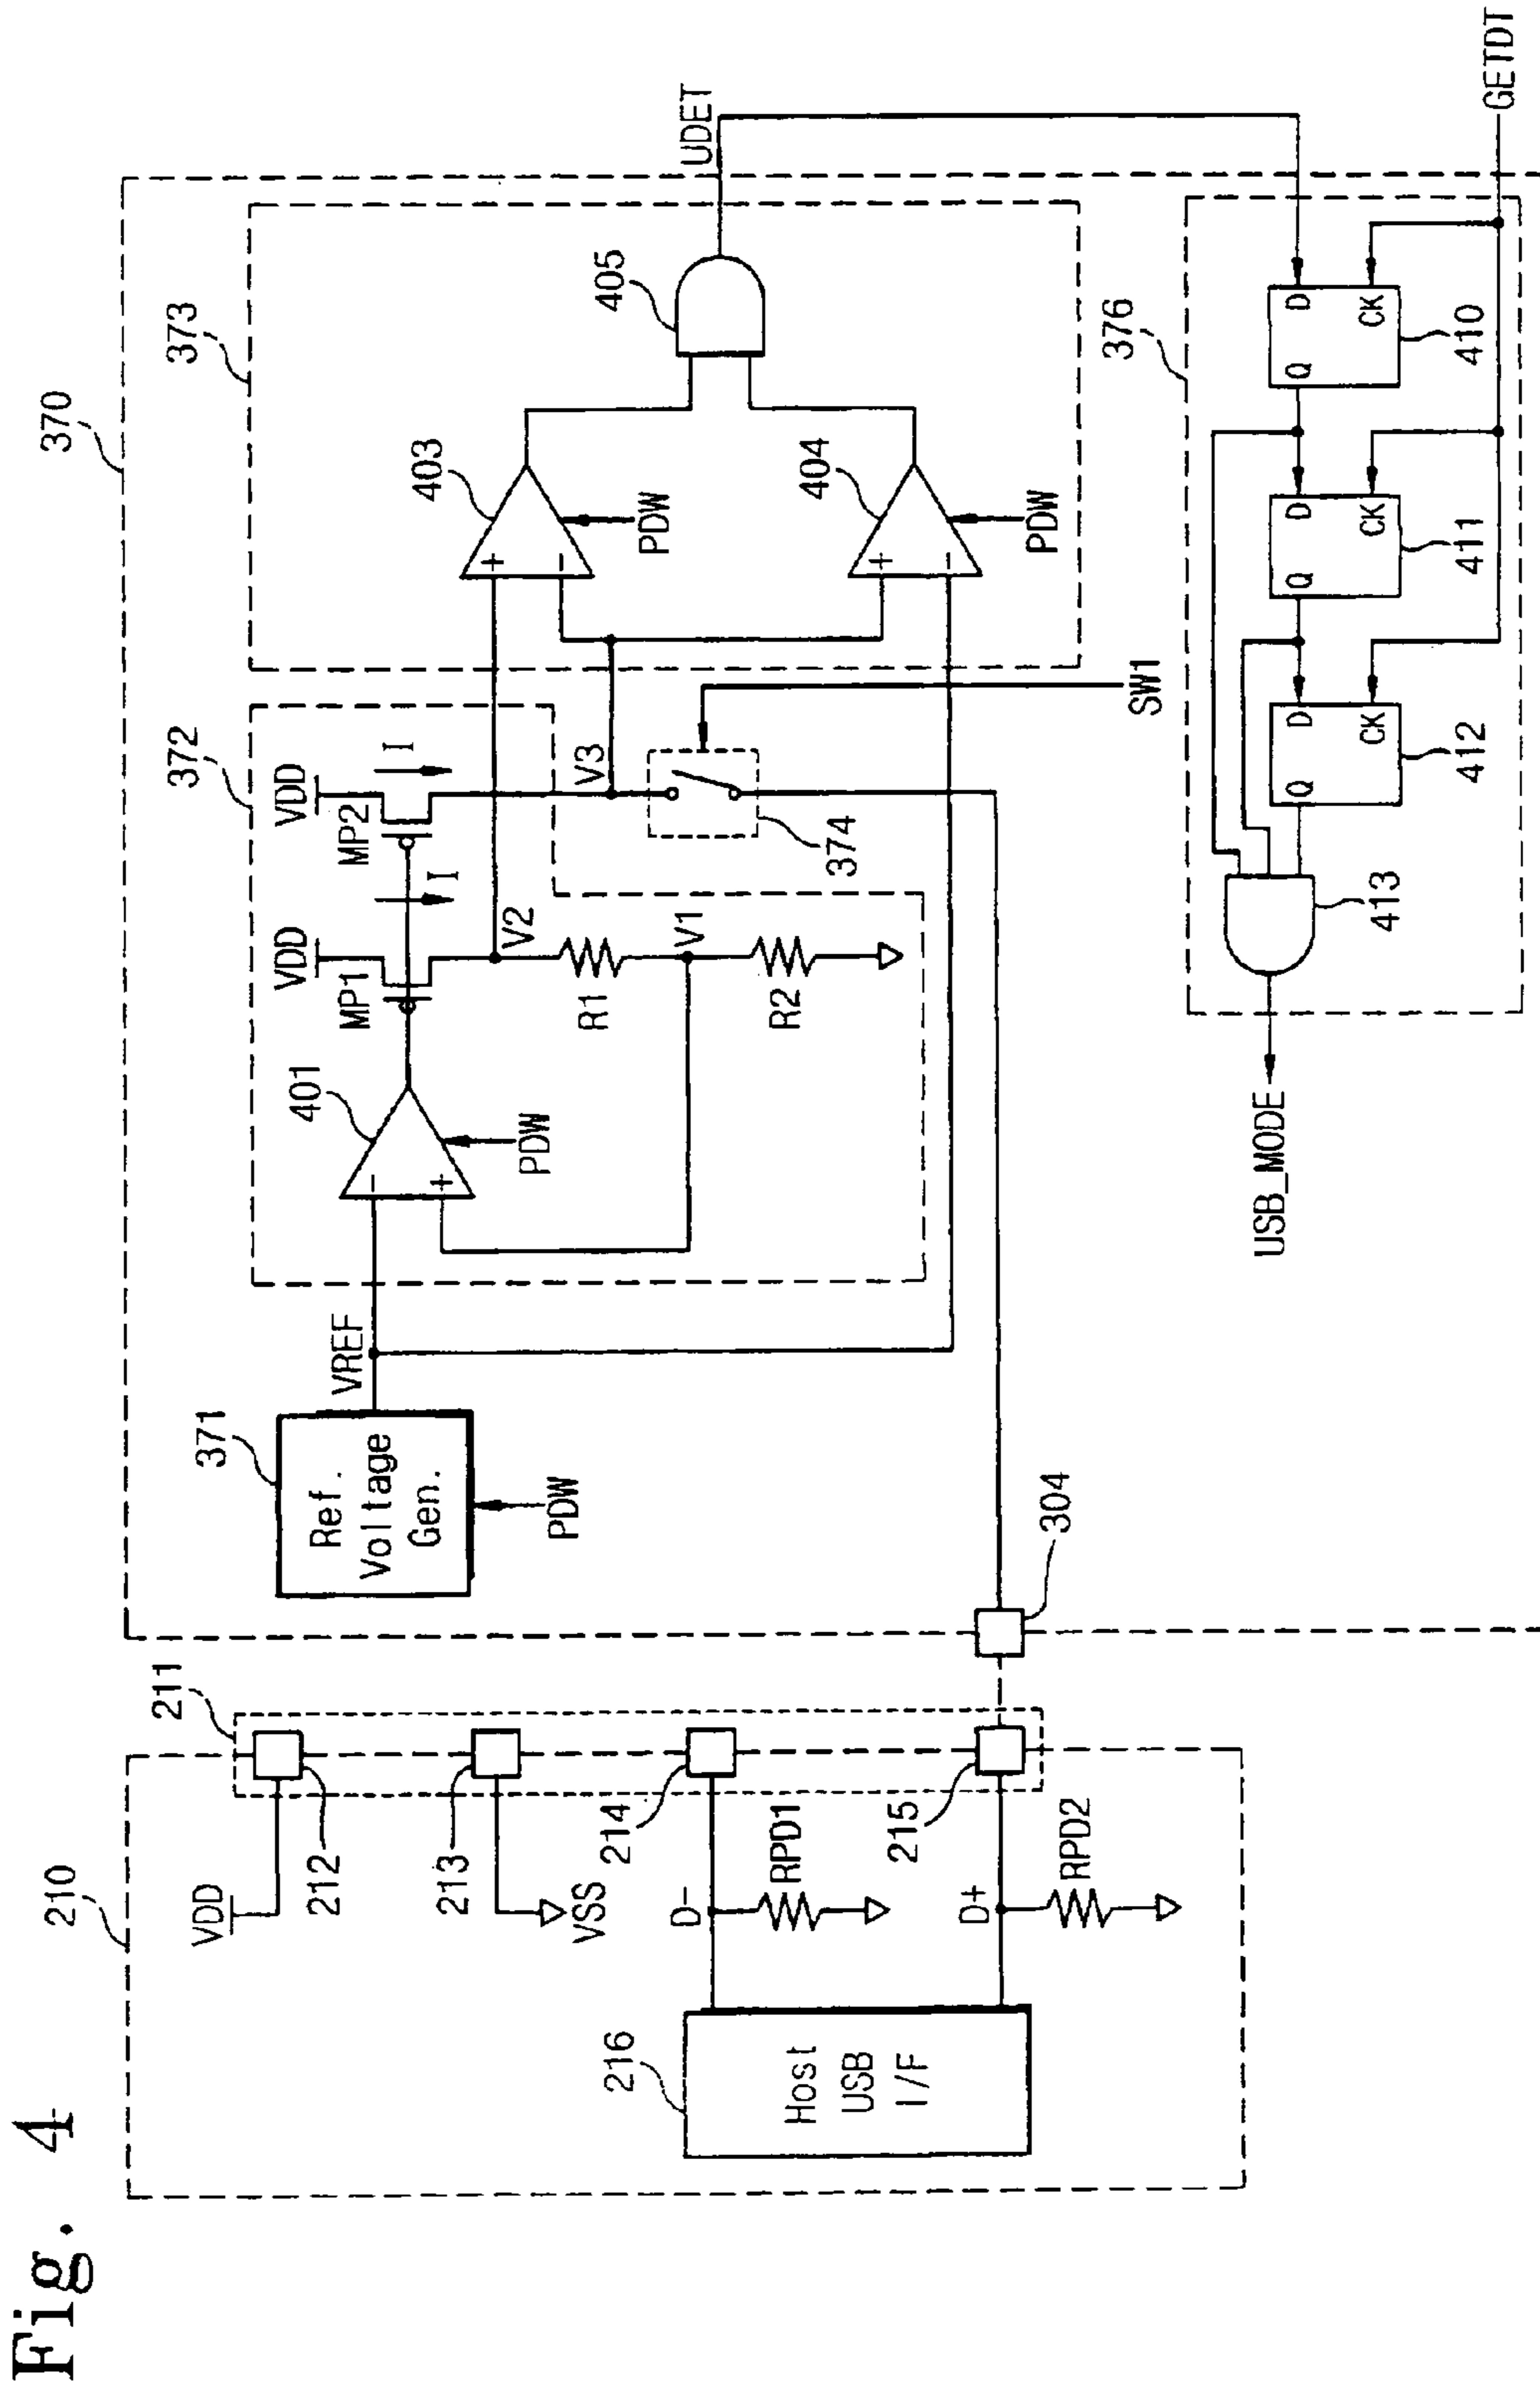 Fig. 4
210
VDD
212
211
213
VSS
214
D-
RPD1
215
D+
RPD2
216
Host
USB
I/F
304
370
371
Ref.
Voltage
Gen.
PDW
VREF
372
401
-
+
PDW
VDD
MP1
I
VDD
MP2
I
V2
R1
V1
R2
V3
374
SW1
373
403
+
-
PDW
404
+
-
PDW
405
UDET
376
USB_MODE
413
Q
D
CK
412
Q
D
CK
411
Q
D
CK
410
GETDT